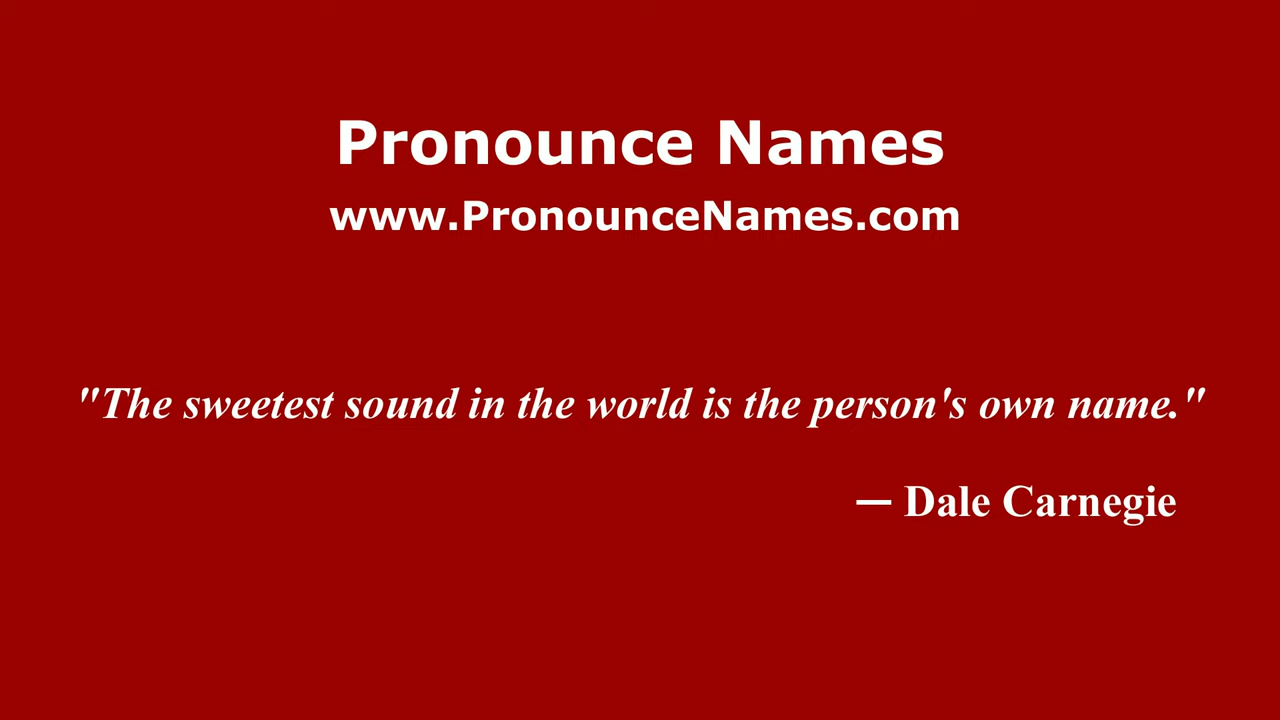 Pronounce Names
www.PronounceNames.com
"The sweetest sound in the world is the person's own name."
— Dale Carnegie